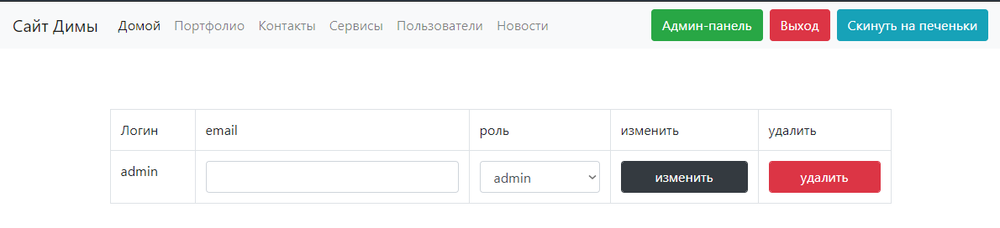 Сайт Димы Домой Портфолио Контакты Сервисы Пользователи Новости Админ-панель Выход Скинуть на печеньки
Логин email роль изменить удалить
admin admin изменить удалить